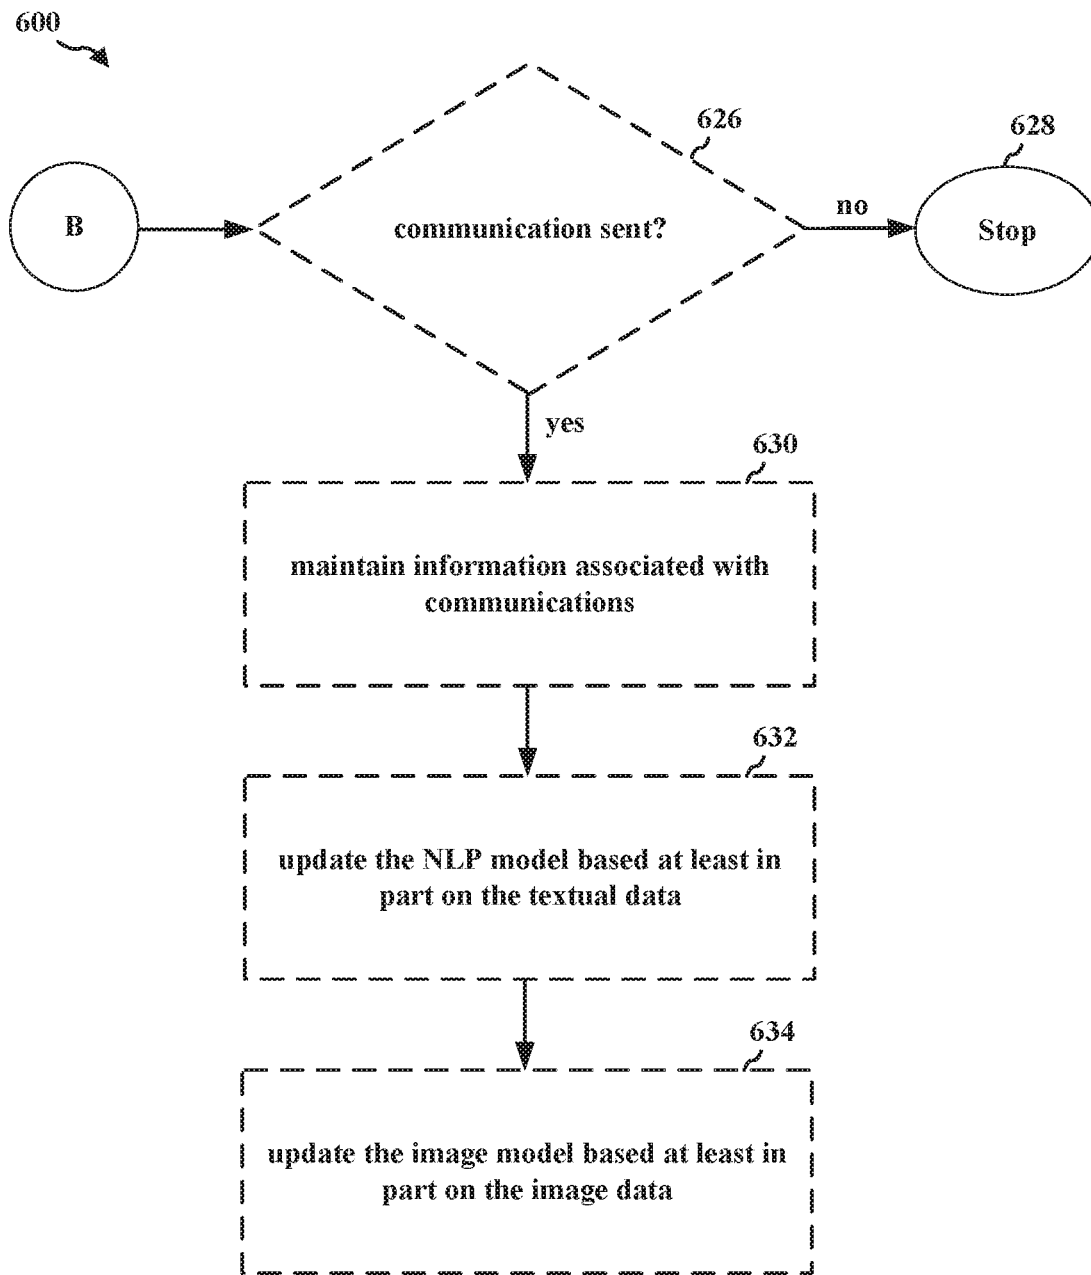 600
626
628
B
communication sent?
no
Stop
yes
630
maintain information associated with
communications
632
update the NLP model based at least in
part on the textual data
634
update the image model based at least in
part on the image data